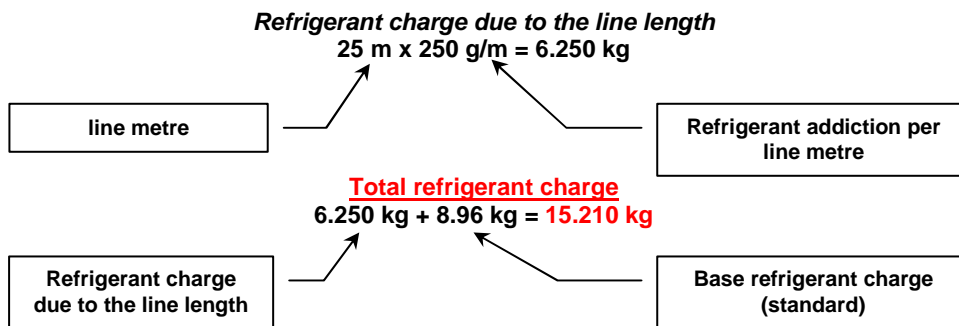 Refrigerant charge due to the line length
25 m x 250 g/m = 6.250 kg
line metre
Refrigerant addiction per
line metre
Total refrigerant charge
6.250 kg + 8.96 kg = 15.210 kg
Refrigerant charge
due to the line length
Base refrigerant charge
(standard)